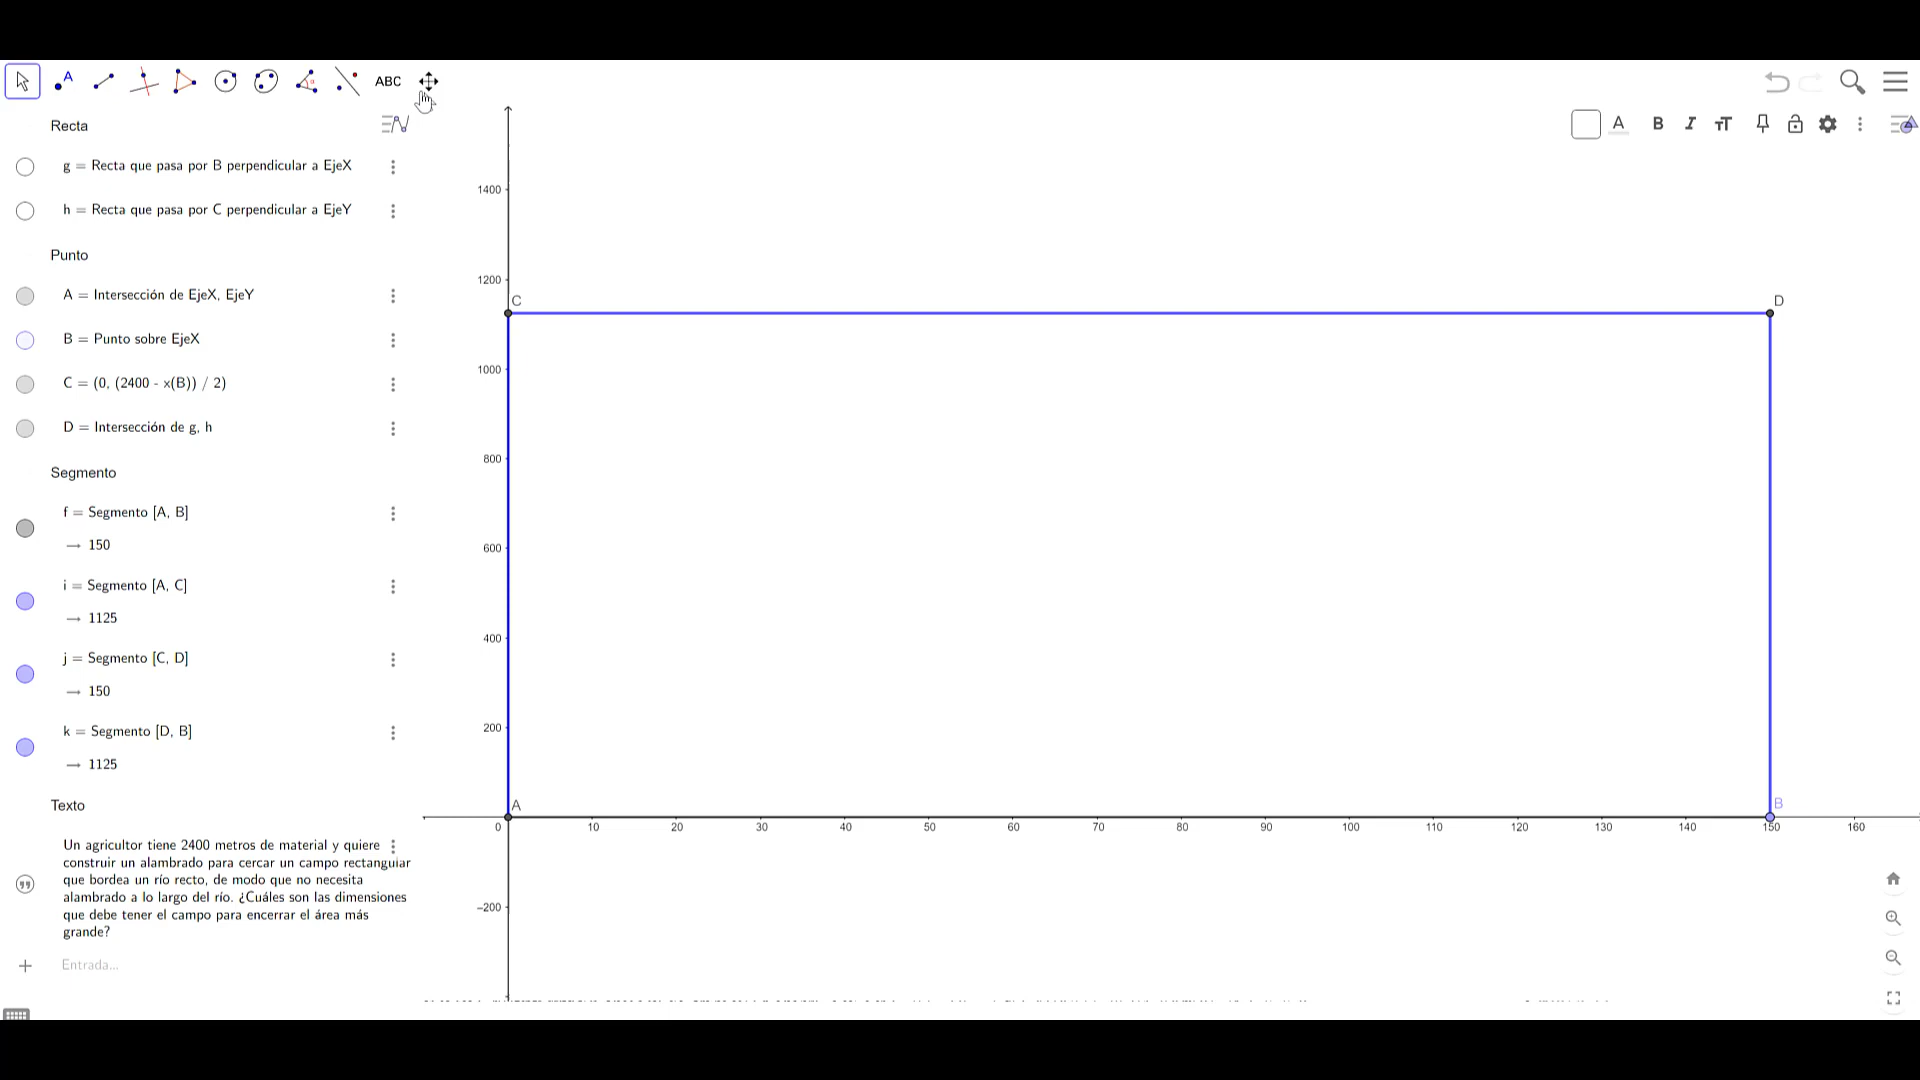 A
ABC
Recta
g = Recta que pasa por B perpendicular a EjeX
h = Recta que pasa por C perpendicular a EjeY
Punto
A = Intersección de EjeX, EjeY
B = Punto sobre EjeX
C = (0, (2400 - x(B)) / 2)
D = Intersección de g, h
Segmento
f = Segmento [A, B]
→ 150
i = Segmento [A, C]
→ 1125
j = Segmento [C, D]
→ 150
k = Segmento [D, B]
→ 1125
Texto
Un agricultor tiene 2400 metros de material y quiere
construir un alambrado para cercar un campo rectangular
que bordea un río recto, de modo que no necesita
alambrado a lo largo del río. ¿Cuáles son las dimensiones
que debe tener el campo para encerrar el área más
grande?
Entrada...
A B I TT
1400
1200
C D
1000
800
600
400
200
A B
0 10 20 30 40 50 60 70 80 90 100 110 120 130 140 150 160
–200